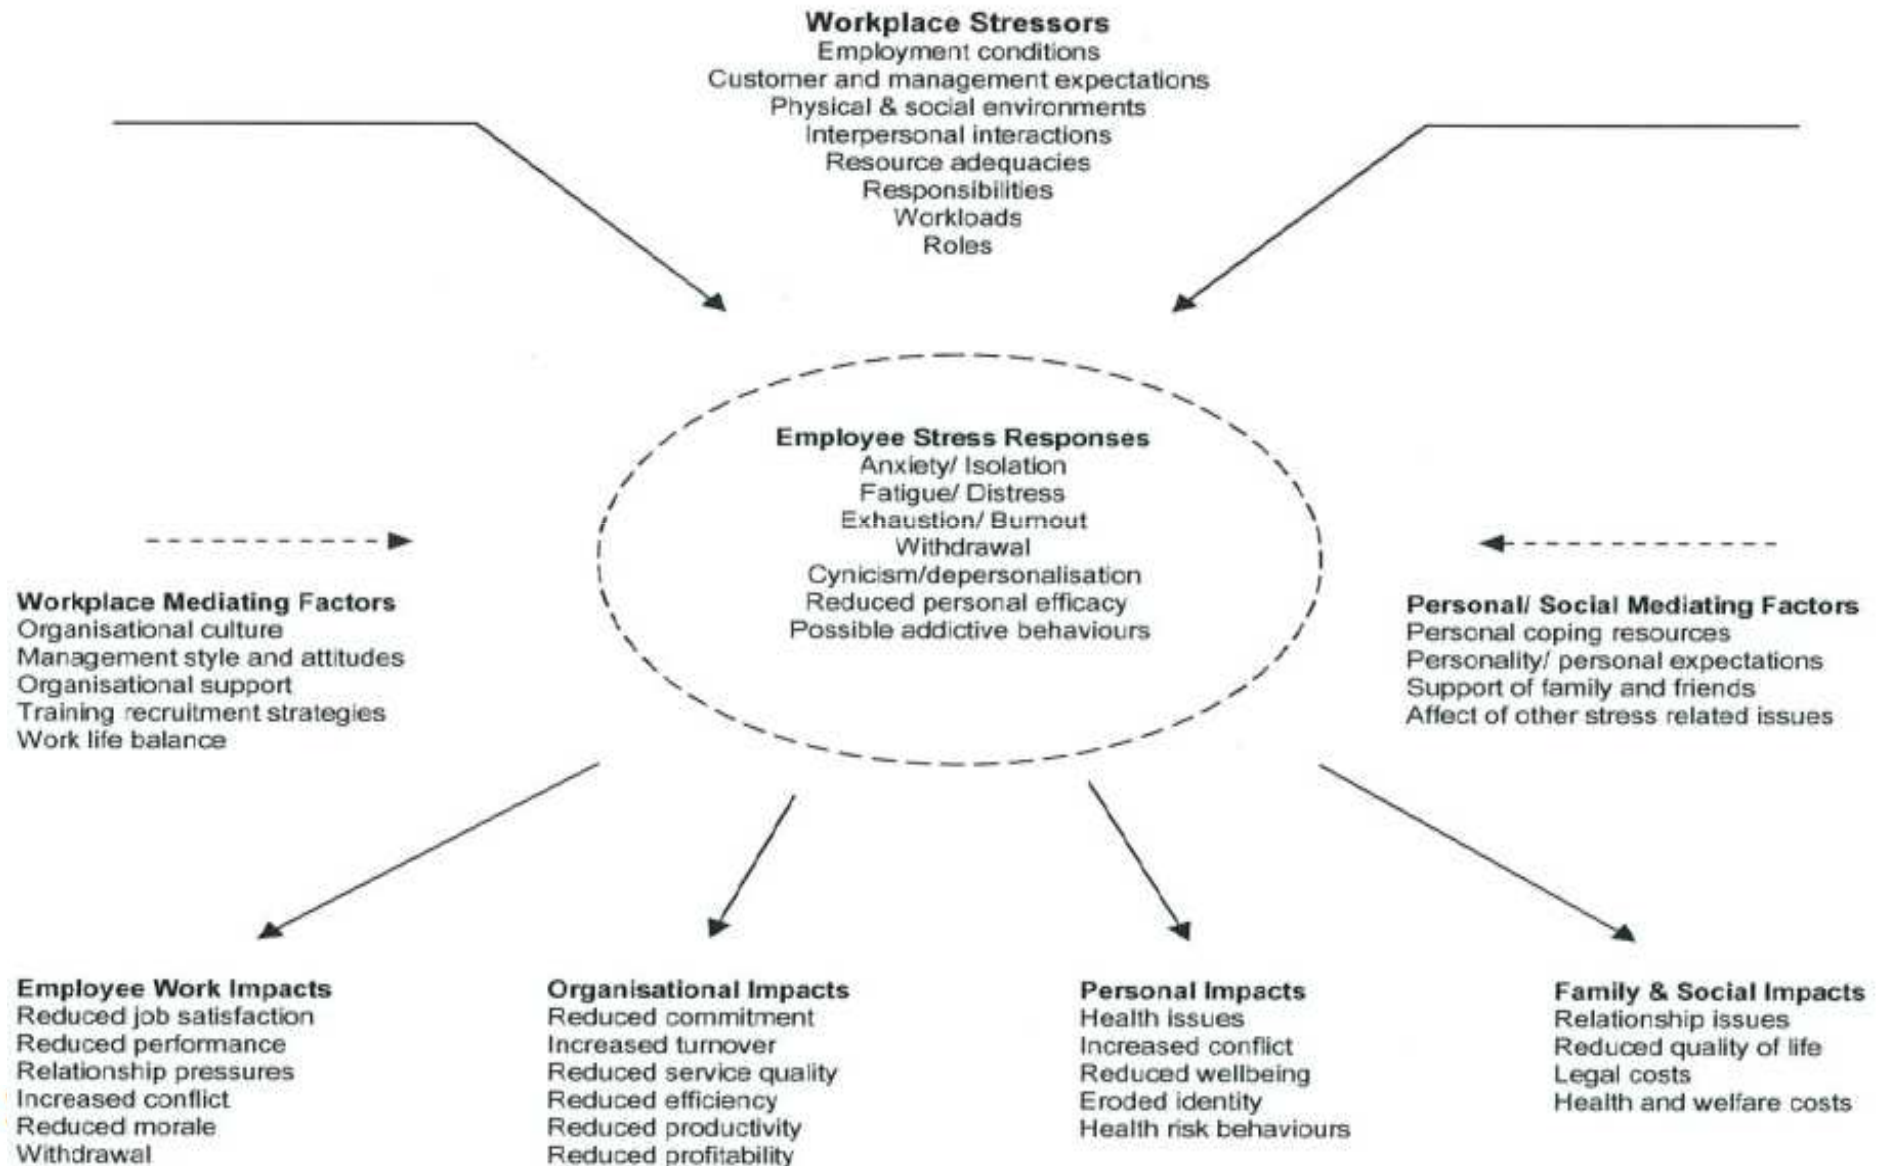 Workplace Stressors
Employment conditions
Customer and management expectations
Physical & social environments
Interpersonal interactions
Resource adequacies
Responsibilities
Workloads
Roles
Employee Stress Responses
Anxiety/ Isolation
Fatigue/ Distress
Exhaustion/ Burnout
Withdrawal
Cynicism/depersonalisation
Reduced personal efficacy
Possible addictive behaviours
Workplace Mediating Factors
Organisational culture
Management style and attitudes
Organisational support
Training recruitment strategies
Work life balance
Personal/ Social Mediating Factors
Personal coping resources
Personality/ personal expectations
Support of family and friends
Affect of other stress related issues
Employee Work Impacts
Reduced job satisfaction
Reduced performance
Relationship pressures
Increased conflict
Reduced morale
Withdrawal
Organisational Impacts
Reduced commitment
Increased turnover
Reduced service quality
Reduced efficiency
Reduced productivity
Reduced profitability
Personal Impacts
Health issues
Increased conflict
Reduced wellbeing
Eroded identity
Health risk behaviours
Family & Social Impacts
Relationship issues
Reduced quality of life
Legal costs
Health and welfare costs